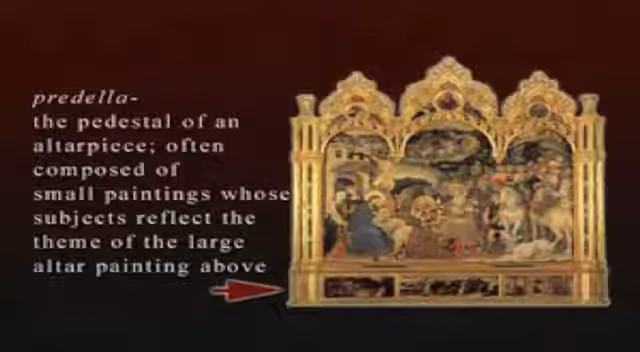 predella-
the pedestal of an
altarpiece; often
composed of
small paintings whose
subjects reflect the
theme of the large
altar painting above